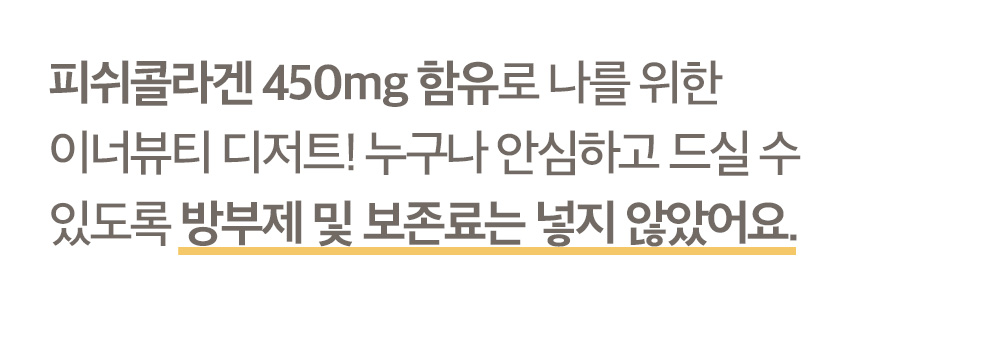 피쉬콜라겐 450mg 함유로 나를 위한
이너뷰티 디저트! 누구나 안심하고 드실 수
있도록 방부제 및 보존료는 넣지 않았어요.